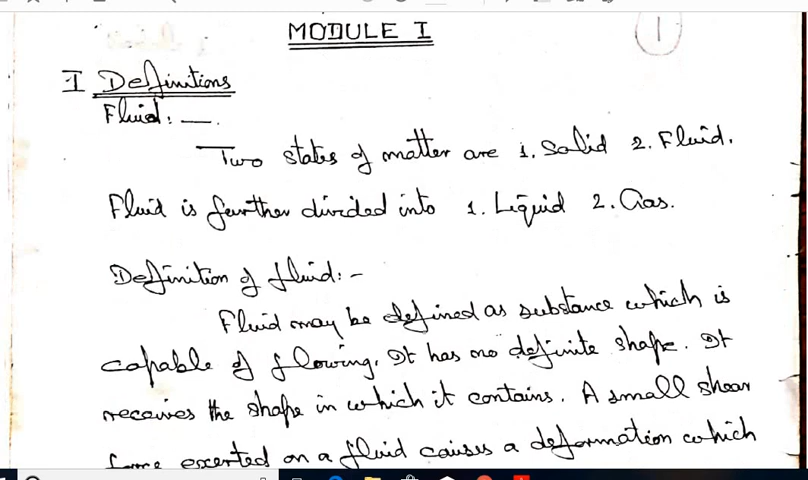 MODULE I
1
I Definitions
Fluid: —.
Two states of matter are 1. Solid 2. Fluid.
Fluid is further divided into 1. Liquid 2. Gas.
Definition of fluid:-
Fluid may be defined as substance which is
capable of flowing. It has no definite shape. It
receives the shape in which it contains. A small shear
force exerted on a fluid causes a deformation which